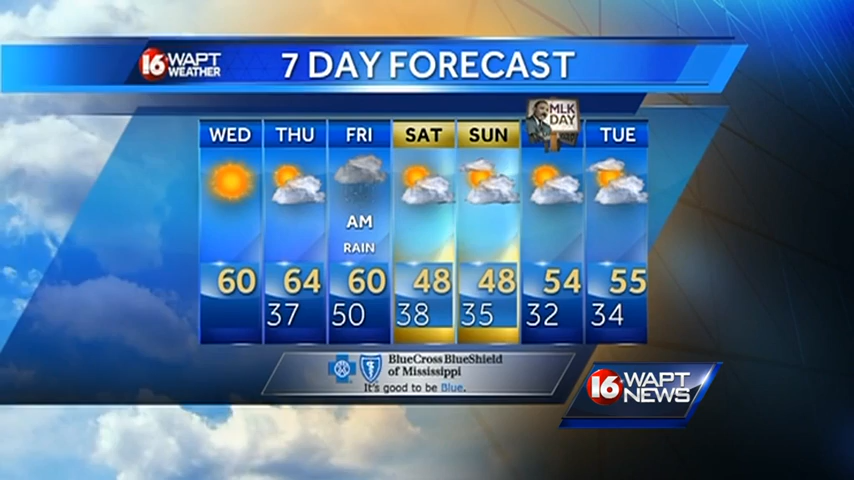 16 WAPT
WEATHER
7 DAY FORECAST
WED THU FRI SAT SUN MLK DAY TUE
AM
RAIN
60 64 60 48 48 54 55
37 50 38 35 32 34
BlueCross BlueShield
of Mississippi
It's good to be Blue.
16 WAPT
NEWS